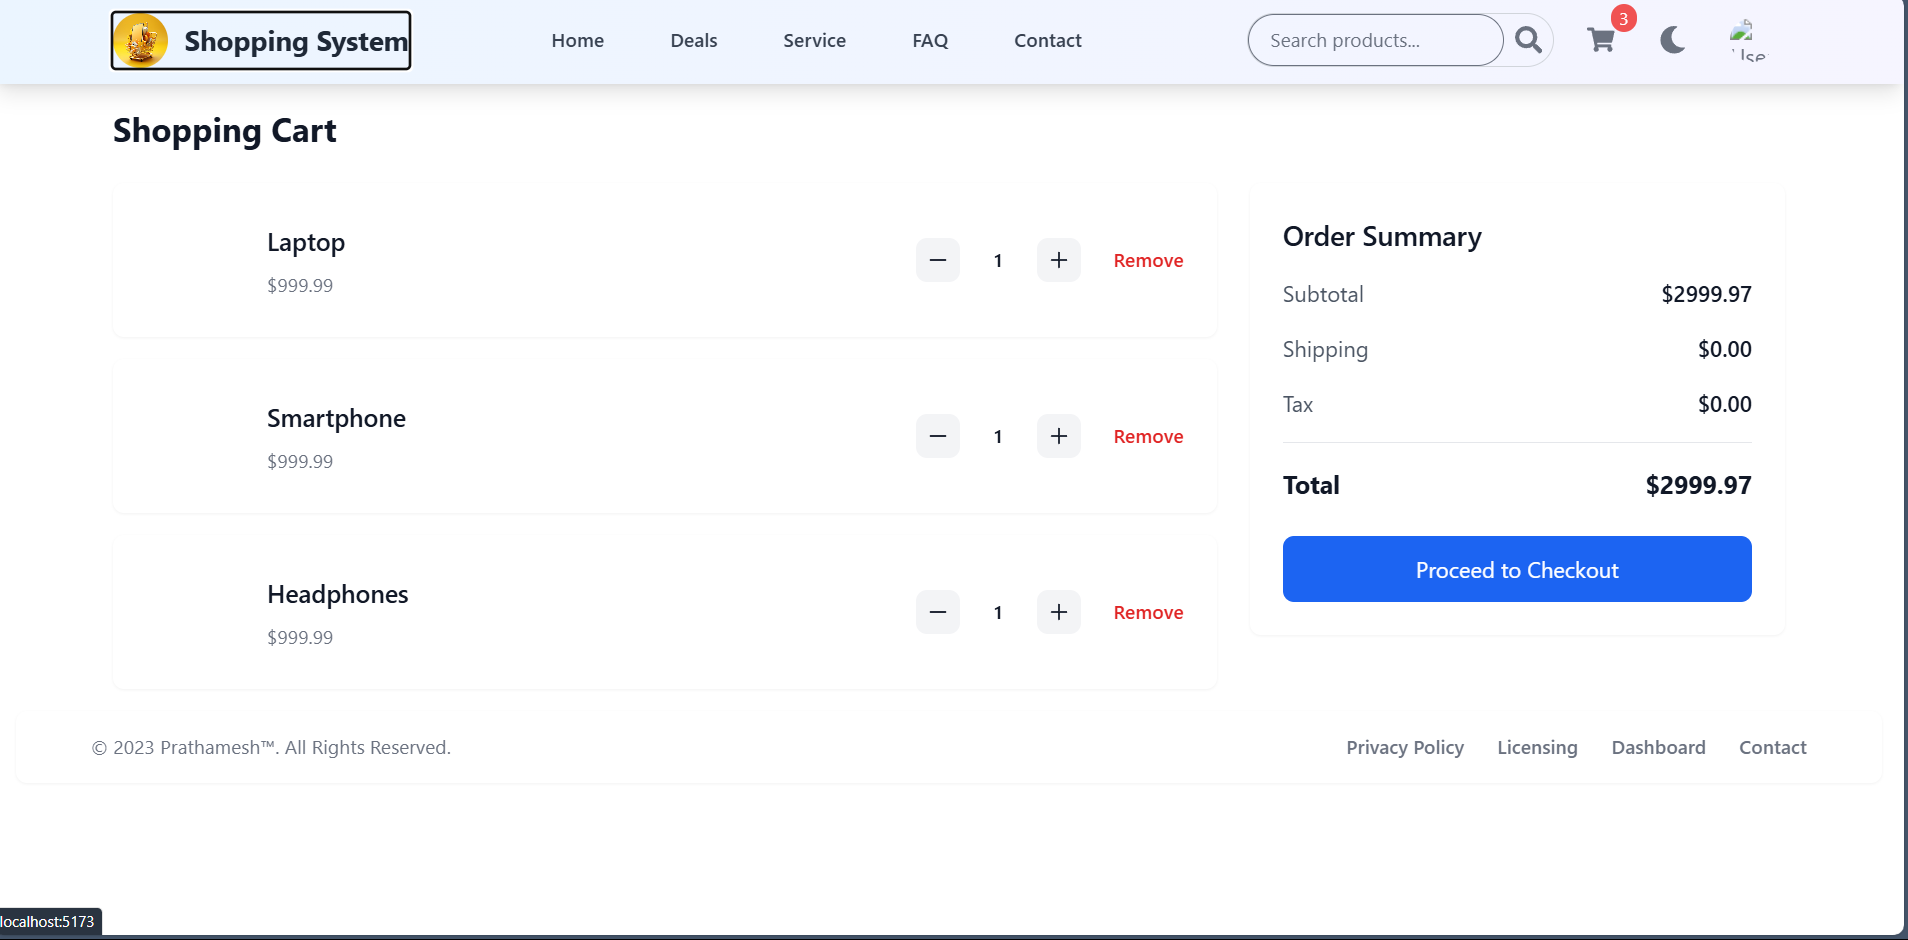 Shopping System
Home Deals Service FAQ Contact
Search products...
3
Shopping Cart
Laptop
$999.99
1
Remove
Smartphone
$999.99
1
Remove
Headphones
$999.99
1
Remove
Order Summary
Subtotal $2999.97
Shipping $0.00
Tax $0.00
Total $2999.97
Proceed to Checkout
© 2023 Prathamesh™. All Rights Reserved.
Privacy Policy Licensing Dashboard Contact
localhost:5173